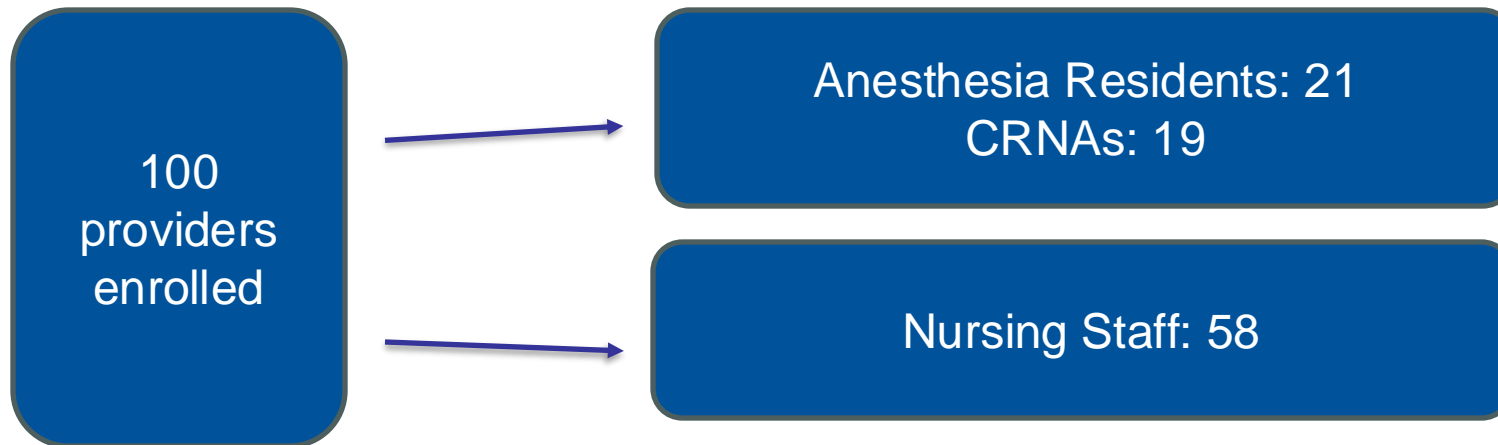 100
providers
enrolled
Anesthesia Residents: 21
CRNAs: 19
Nursing Staff: 58